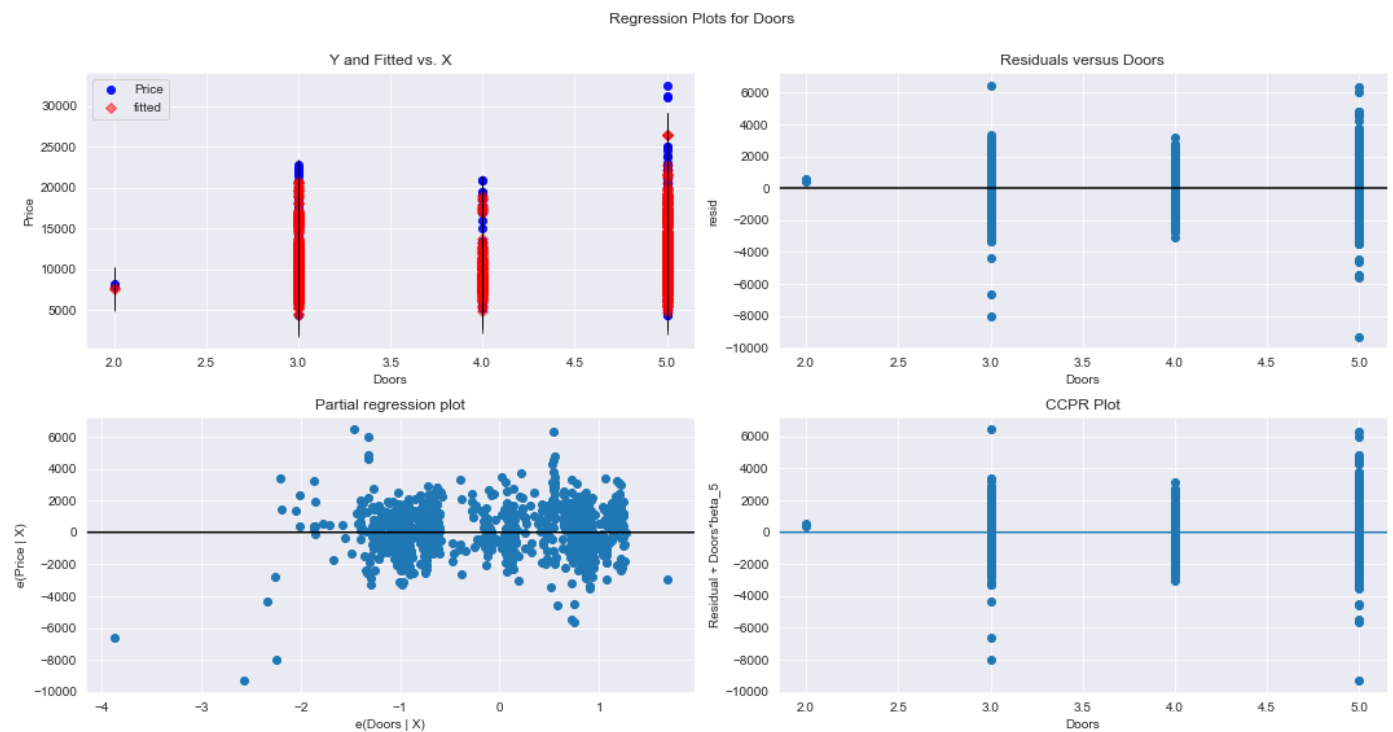 Regression Plots for Doors
Y and Fitted vs. X
Price
fitted
30000
25000
20000
15000
10000
5000
Price
2.0 2.5 3.0 3.5 4.0 4.5 5.0
Doors
Residuals versus Doors
6000
4000
2000
0
−2000
−4000
−6000
−8000
−10000
resid
2.0 2.5 3.0 3.5 4.0 4.5 5.0
Doors
Partial regression plot
6000
4000
2000
0
−2000
−4000
−6000
−8000
−10000
e(Price | X)
−4 −3 −2 −1 0 1
e(Doors | X)
CCPR Plot
6000
4000
2000
0
−2000
−4000
−6000
−8000
−10000
Residual + Doors*beta_5
2.0 2.5 3.0 3.5 4.0 4.5 5.0
Doors